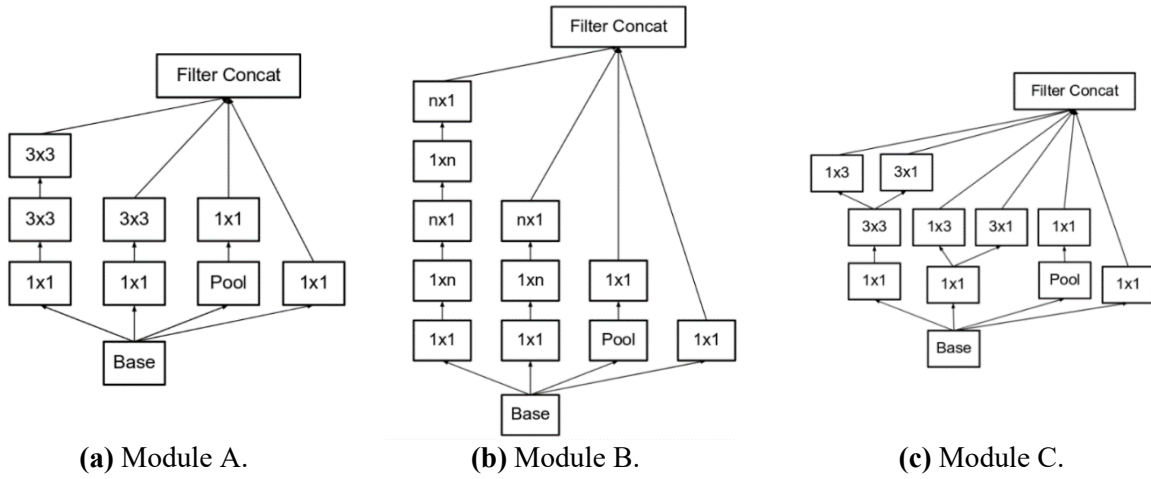 Filter Concat
3x3
3x3 3x3 1x1
1x1 1x1 Pool 1x1
Base
(a) Module A.
Filter Concat
nx1
1xn
nx1 nx1
1xn 1xn 1x1
1x1 1x1 Pool 1x1
Base
(b) Module B.
Filter Concat
1x3 3x1
3x3 1x3 3x1 1x1
1x1 1x1 Pool 1x1
Base
(c) Module C.